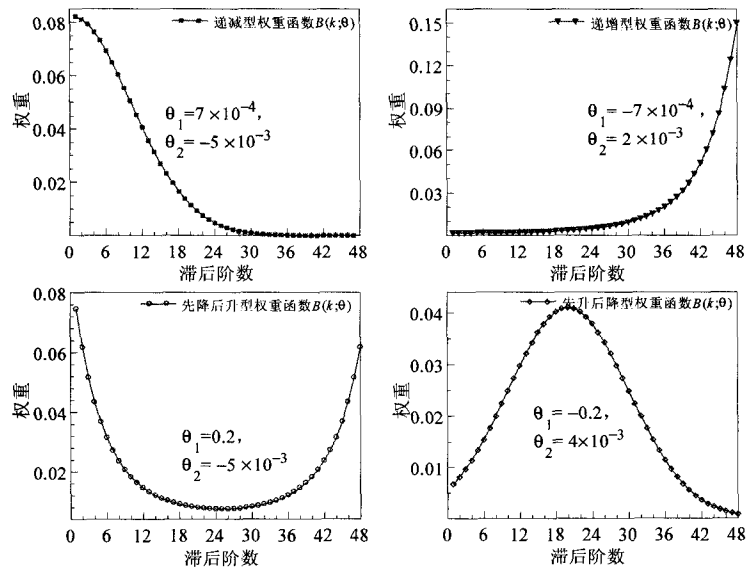 递减型权重函数B(k;θ)
0.08
0.06
0.04
0.02
权重
θ1=7×10−4,
θ2=−5×10−3
0 6 12 18 24 30 36 42 48
滞后阶数
递增型权重函数B(k;θ)
0.15
0.12
0.09
0.06
0.03
权重
θ1=−7×10−4,
θ2=2×10−3
0 6 12 18 24 30 36 42 48
滞后阶数
先降后升型权重函数B(k;θ)
0.08
0.06
0.04
0.02
权重
θ1=0.2,
θ2=−5×10−3
0 6 12 18 24 30 36 42 48
滞后阶数
先升后降型权重函数B(k;θ)
0.04
0.03
0.02
0.01
权重
θ1=−0.2,
θ2=4×10−3
0 6 12 18 24 30 36 42 48
滞后阶数